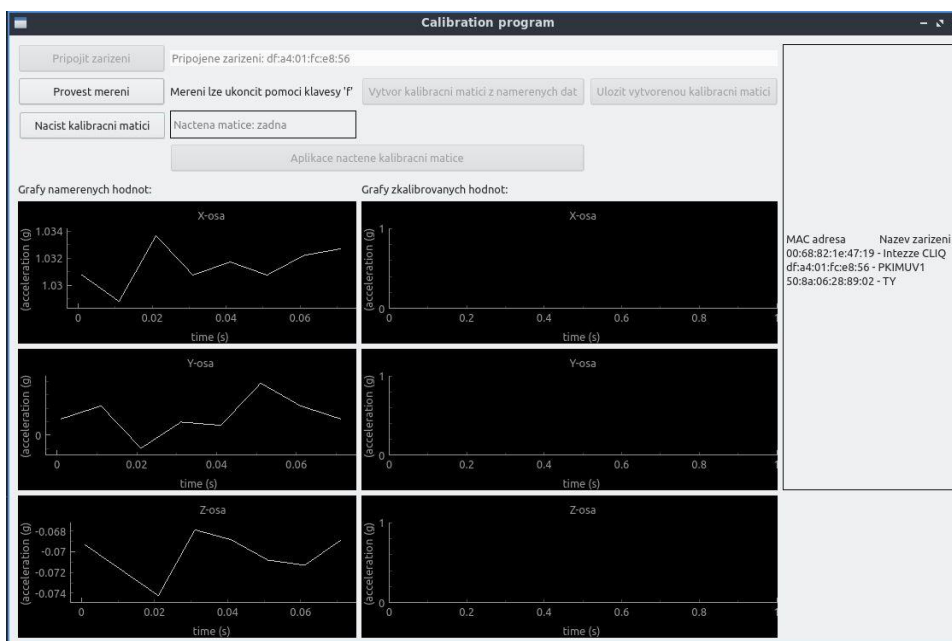 Calibration program
Pripojit zarizeni
Pripojene zarizeni: df:a4:01:fc:e8:56
Provest mereni
Mereni lze ukoncit pomoci klavesy 'f'
Vytvor kalibracni matici z namerenych dat
Ulozit vytvorenou kalibracni matici
Nacist kalibracni matici
Nactena matice: zadna
Aplikace nactene kalibracni matice
Grafy namerenych hodnot:
X-osa
(acceleration (g)
1.034
1.032
1.03
0 0.02 0.04 0.06
time (s)
Y-osa
(acceleration (g)
0
0 0.02 0.04 0.06
time (s)
Z-osa
(acceleration (g)
-0.068
-0.07
-0.072
-0.074
0 0.02 0.04 0.06
time (s)
Grafy zkalibrovanych hodnot:
X-osa
(acceleration (g)
1
0
0 0.2 0.4 0.6 0.8 1
time (s)
Y-osa
(acceleration (g)
1
0
0 0.2 0.4 0.6 0.8 1
time (s)
Z-osa
(acceleration (g)
1
0
0 0.2 0.4 0.6 0.8 1
time (s)
MAC adresa Nazev zarizeni
00:68:82:1e:47:19 - Intezze CLIQ
df:a4:01:fc:e8:56 - PKIMUV1
50:8a:06:28:89:02 - TY